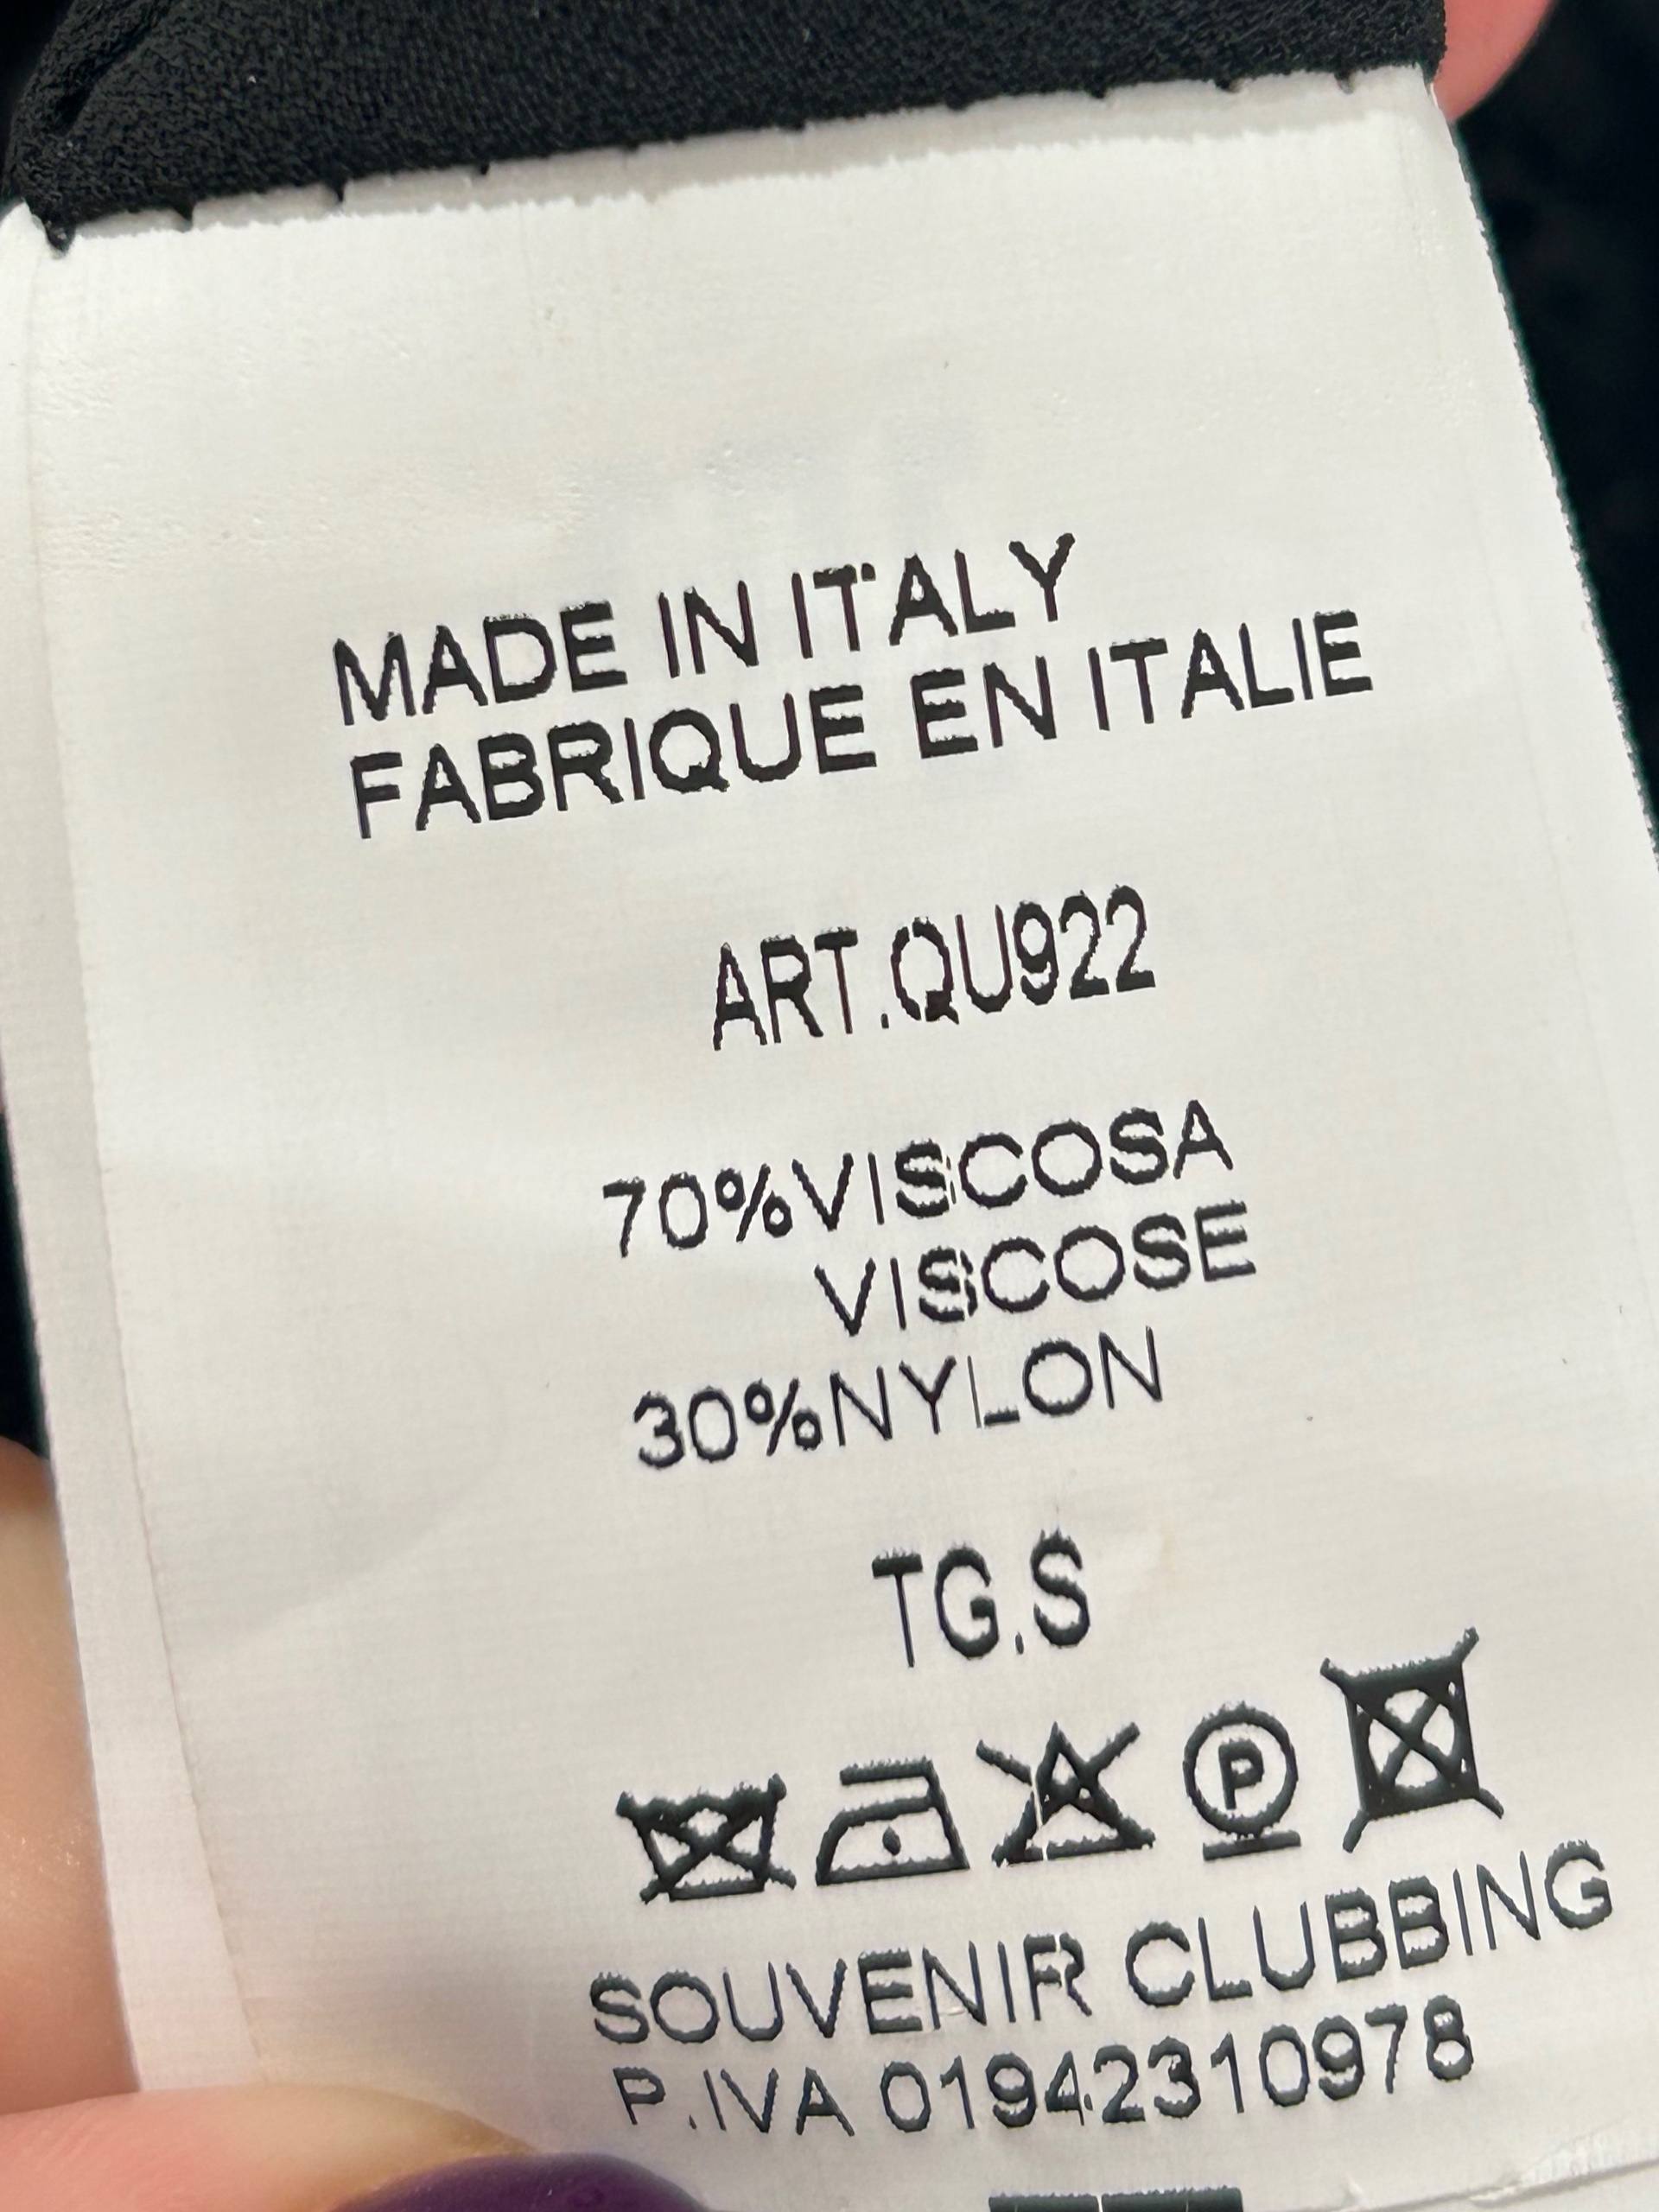 MADE IN ITALY
FABRIQUE EN ITALIE
ART.QU922
70%VISCOSA
VISCOSE
30%NYLON
TG.S
P
SOUVENIR CLUBBING
P.IVA 01942310978